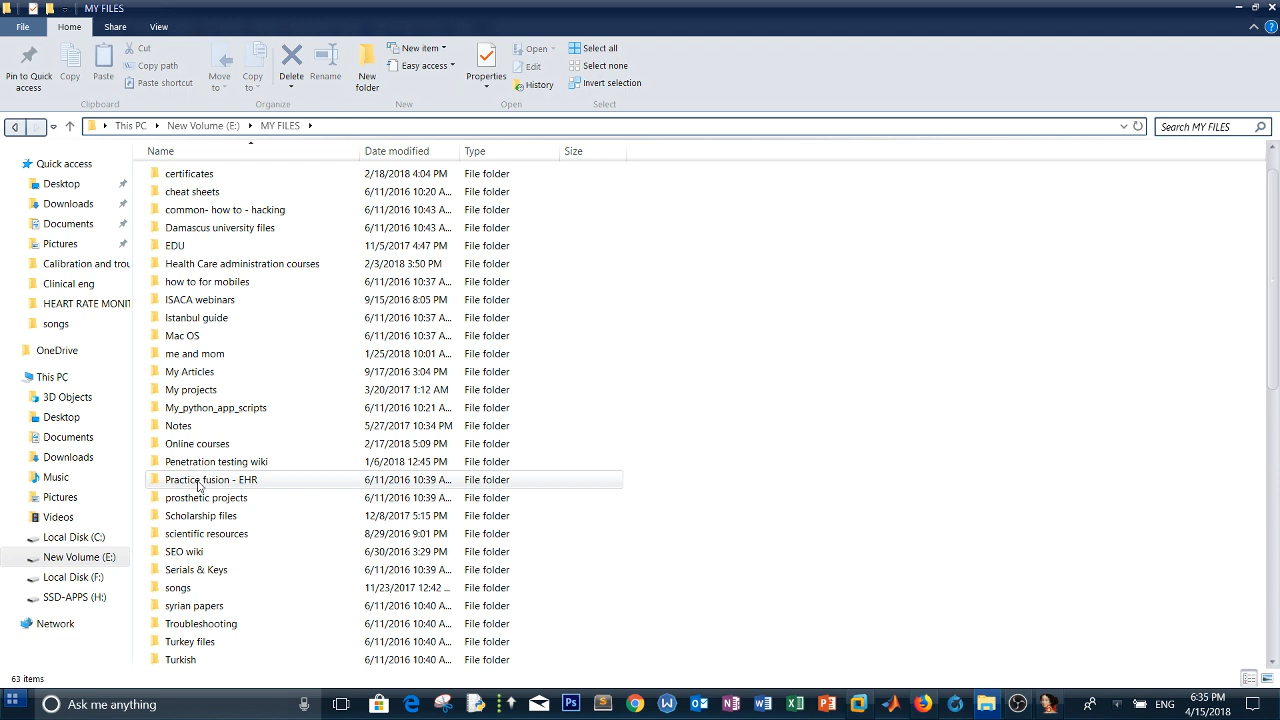 MY FILES
File Home Share View
Pin to Quick access
Copy
Paste
Cut
Copy path
Paste shortcut
Clipboard
Move to
Copy to
Delete
Rename
Organize
New folder
New item
Easy access
New
Properties
Open
Edit
History
Open
Select all
Select none
Invert selection
Select
This PC New Volume (E:) MY FILES
Search MY FILES
Quick access
Desktop
Downloads
Documents
Pictures
Calibration and trou
Clinical eng
HEART RATE MONIT
songs
OneDrive
This PC
3D Objects
Desktop
Documents
Downloads
Music
Pictures
Videos
Local Disk (C:)
New Volume (E:)
Local Disk (F:)
SSD-APPS (H:)
Network
Name Date modified Type Size
certificates 2/18/2018 4:04 PM File folder
cheat sheets 6/11/2016 10:20 A... File folder
common- how to - hacking 6/11/2016 10:43 A... File folder
Damascus university files 6/11/2016 10:43 A... File folder
EDU 11/5/2017 4:47 PM File folder
Health Care administration courses 2/3/2018 3:50 PM File folder
how to for mobiles 6/11/2016 10:37 A... File folder
ISACA webinars 9/15/2016 8:05 PM File folder
Istanbul guide 6/11/2016 10:37 A... File folder
Mac OS 6/11/2016 10:37 A... File folder
me and mom 1/25/2018 10:01 A... File folder
My Articles 9/17/2016 3:04 PM File folder
My projects 3/20/2017 1:12 AM File folder
My_python_app_scripts 6/11/2016 10:21 A... File folder
Notes 5/27/2017 10:34 PM File folder
Online courses 2/17/2018 5:09 PM File folder
Penetration testing wiki 1/6/2018 12:45 PM File folder
Practice fusion - EHR 6/11/2016 10:39 A... File folder
prosthetic projects 6/11/2016 10:39 A... File folder
Scholarship files 12/8/2017 5:15 PM File folder
scientific resources 8/29/2016 9:01 PM File folder
SEO wiki 6/30/2016 3:29 PM File folder
Serials & Keys 6/11/2016 10:39 A... File folder
songs 11/23/2017 12:42 ... File folder
syrian papers 6/11/2016 10:40 A... File folder
Troubleshooting 6/11/2016 10:40 A... File folder
Turkey files 6/11/2016 10:40 A... File folder
Turkish 6/11/2016 10:40 A... File folder
63 items
Ask me anything
Ps
ENG
6:35 PM
4/15/2018